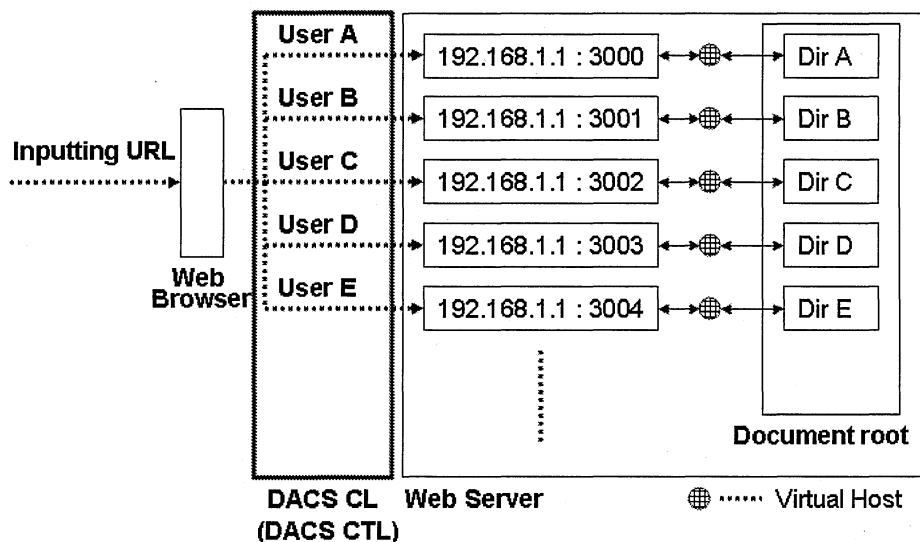 User A
192.168.1.1 : 3000
Dir A
User B
192.168.1.1 : 3001
Dir B
Inputting URL
User C
192.168.1.1 : 3002
Dir C
User D
192.168.1.1 : 3003
Dir D
Web
Browser
User E
192.168.1.1 : 3004
Dir E
Document root
DACS CL
(DACS CTL)
Web Server
Virtual Host